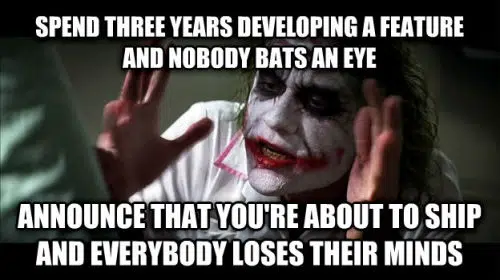 SPEND THREE YEARS DEVELOPING A FEATURE
AND NOBODY BATS AN EYE
ANNOUNCE THAT YOU'RE ABOUT TO SHIP
AND EVERYBODY LOSES THEIR MINDS